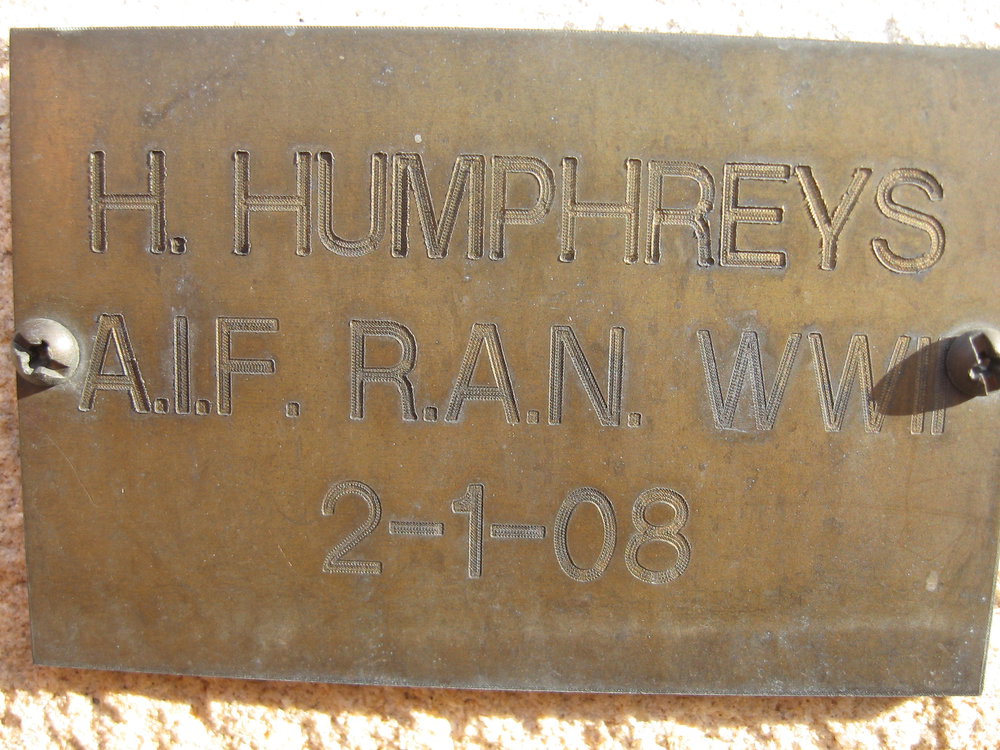 H. HUMPHREYS
A.I.F. R.A.N. WWII
2-1-08